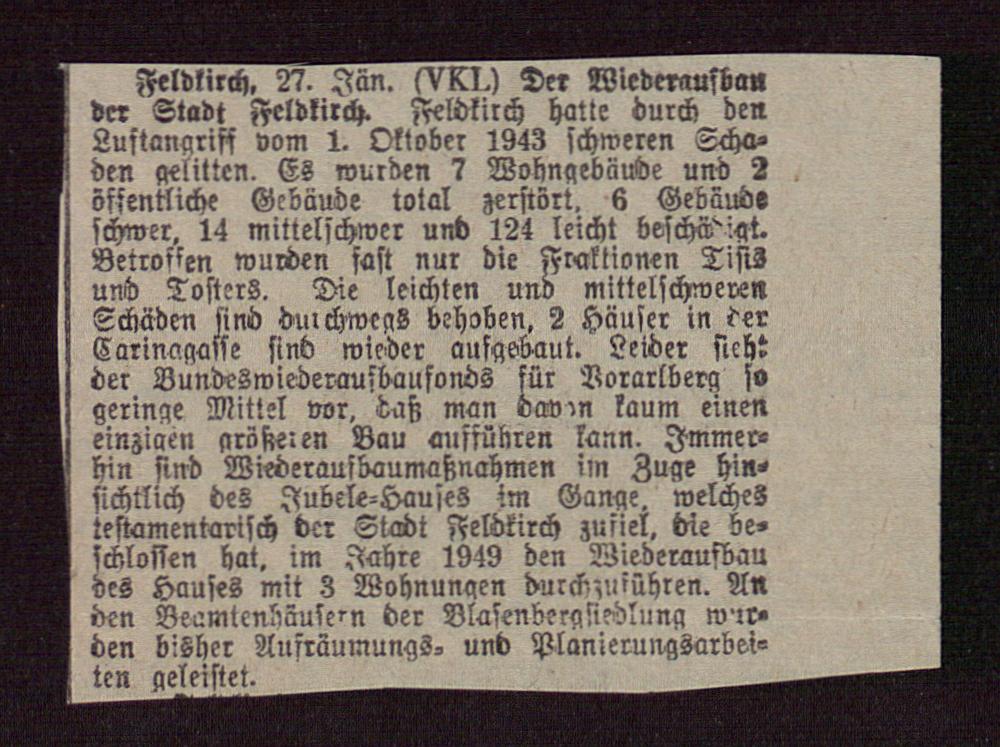 Feldkirch, 27. Jän. (VKL) Der Wiederaufbau
der Stadt Feldkirch. Feldkirch hatte durch den
Luftangriff vom 1. Oktober 1943 schweren Scha-
den gelitten. Es wurden 7 Wohngebäude und 2
öffentliche Gebäude total zerstört, 6 Gebäude
schwer, 14 mittelschwer und 124 leicht beschädigt.
Betroffen wurden fast nur die Fraktionen Tisis
und Tosters. Die leichten und mittelschweren
Schäden sind durchwegs behoben, 2 Häuser in der
Carinagasse sind wieder aufgebaut. Leider sieht
der Bundeswiederaufbaufonds für Vorarlberg so
geringe Mittel vor, daß man davon kaum einen
einzigen größeren Bau aufführen kann. Immer-
hin sind Wiederaufbaumaßnahmen im Zuge hin-
sichtlich des Jubele-Hauses im Gange, welches
testamentarisch der Stadt Feldkirch zufiel, die be-
schlossen hat, im Jahre 1949 den Wiederaufbau
des Hauses mit 3 Wohnungen durchzuführen. An
den Beamtenhäusern der Blasenbergsiedlung wur-
den bisher Aufräumungs- und Planierungsarbei-
ten geleistet.